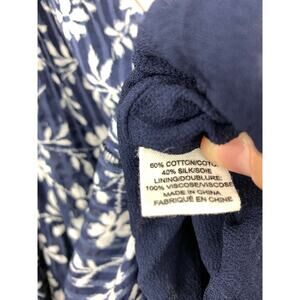 60% COTTON/COTO
40% SILK/SOIE
LINING/DOUBLURE:
100% VISCOSE/VISCOSE
MADE IN CHINA
FABRIQUÉ EN CHINE